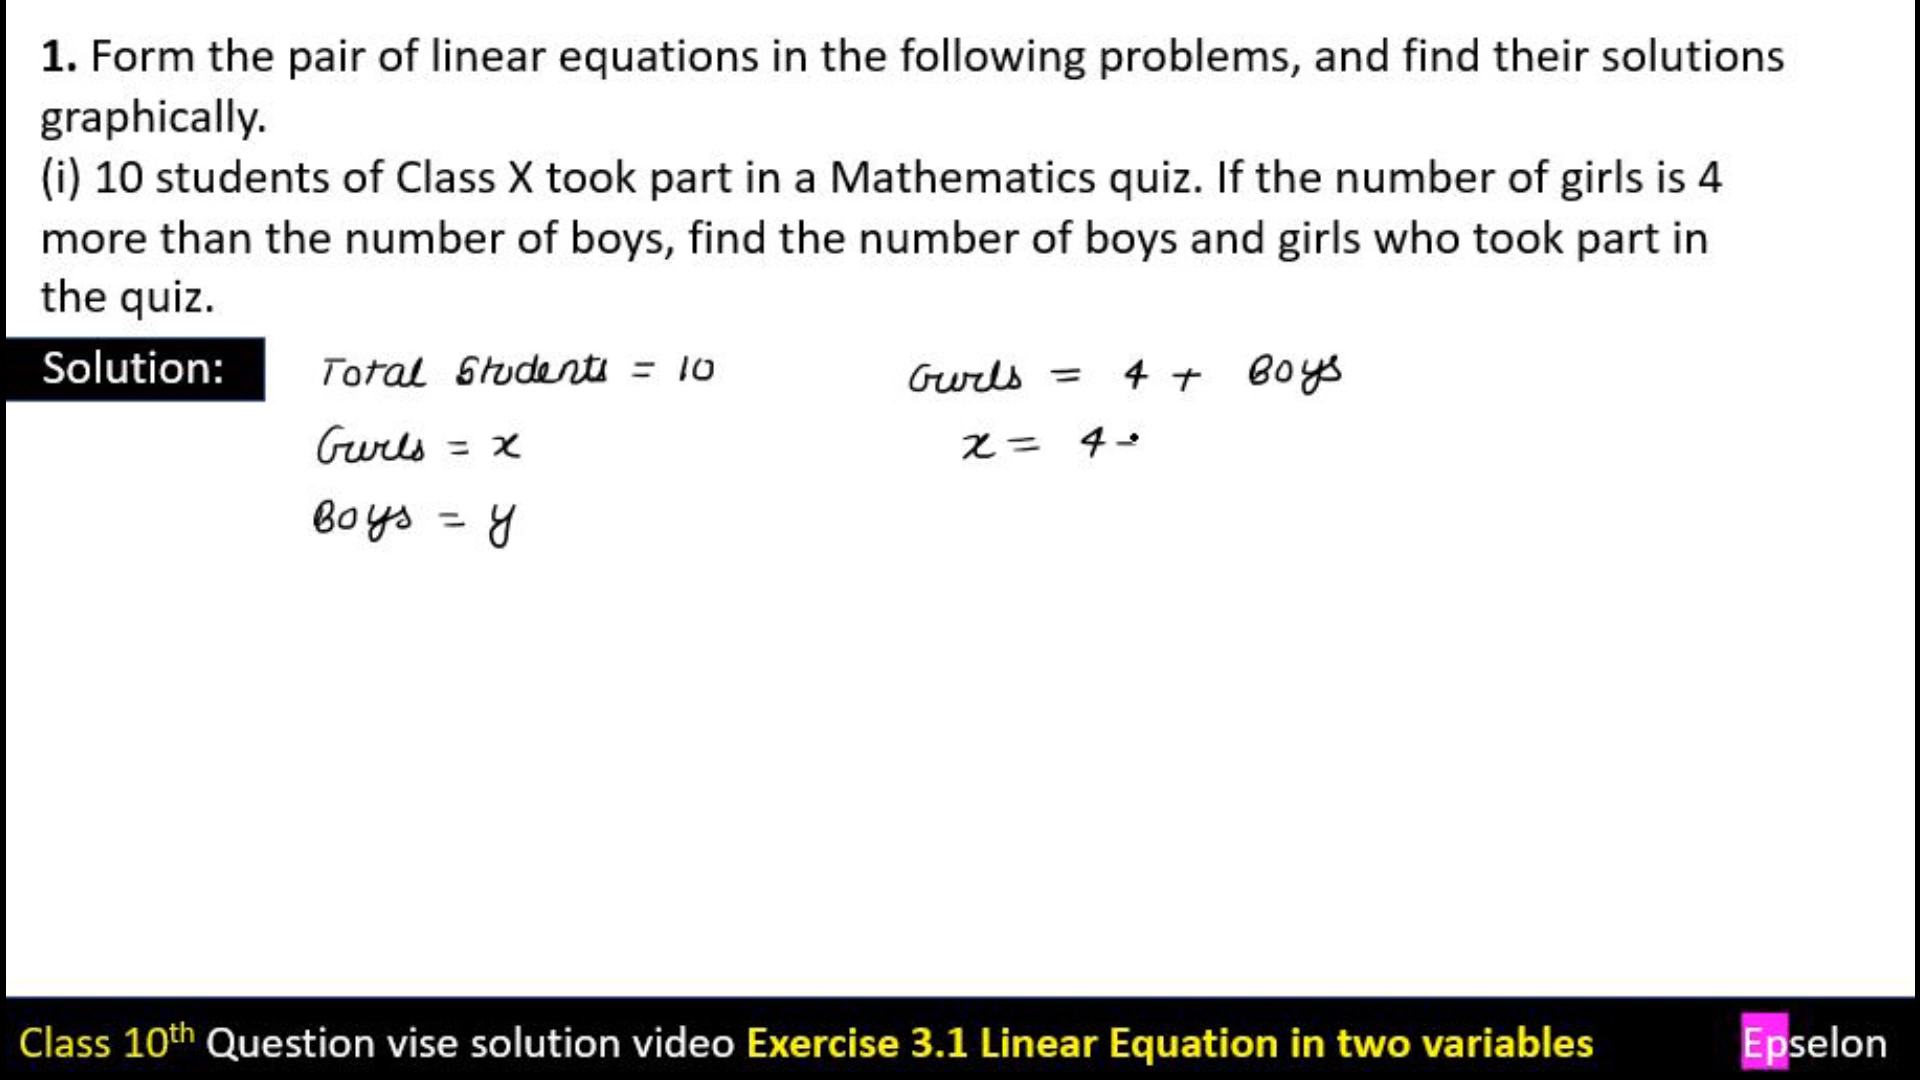 1. Form the pair of linear equations in the following problems, and find their solutions
graphically.
(i) 10 students of Class X took part in a Mathematics quiz. If the number of girls is 4
more than the number of boys, find the number of boys and girls who took part in
the quiz.
Solution:
Total Students = 10
Girls = x
Boys = y
Girls = 4 + Boys
x = 4 -
Class 10th Question vise solution video Exercise 3.1 Linear Equation in two variables
Epselon